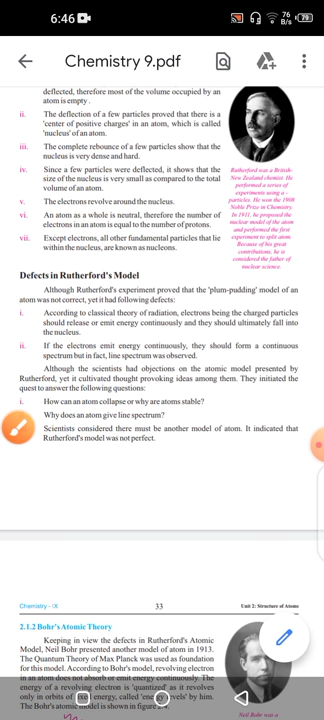 6:46
76
B/s
79
Chemistry 9.pdf
deflected, therefore most of the volume occupied by an
atom is empty .
ii. The deflection of a few particles proved that there is a
'center of positive charges' in an atom, which is called
'nucleus' of an atom.
iii. The complete rebounce of a few particles show that the
nucleus is very dense and hard.
iv. Since a few particles were deflected, it shows that the
size of the nucleus is very small as compared to the total
volume of an atom.
v. The electrons revolve around the nucleus.
vi. An atom as a whole is neutral, therefore the number of
electrons in an atom is equal to the number of protons.
vii. Except electrons, all other fundamental particles that lie
within the nucleus, are known as nucleons.
Rutherford was a British-
New Zealand chemist. He
performed a series of
experiments using α -
particles. He won the 1908
Noble Prize in Chemistry.
In 1911, he proposed the
nuclear model of the atom
and performed the first
experiment to split atom.
Because of his great
contributions, he is
considered the father of
nuclear science.
Defects in Rutherford's Model
Although Rutherford's experiment proved that the 'plum-pudding' model of an
atom was not correct, yet it had following defects:
i. According to classical theory of radiation, electrons being the charged particles
should release or emit energy continuously and they should ultimately fall into
the nucleus.
ii. If the electrons emit energy continuously, they should form a continuous
spectrum but in fact, line spectrum was observed.
Although the scientists had objections on the atomic model presented by
Rutherford, yet it cultivated thought provoking ideas among them. They initiated the
quest to answer the following questions:
i. How can an atom collapse or why are atoms stable?
Why does an atom give line spectrum?
Scientists considered there must be another model of atom. It indicated that
Rutherford's model was not perfect.
Chemistry - IX 33 Unit 2: Structure of Atoms
2.1.2 Bohr's Atomic Theory
Keeping in view the defects in Rutherford's Atomic
Model, Neil Bohr presented another model of atom in 1913.
The Quantum Theory of Max Planck was used as foundation
for this model. According to Bohr's model, revolving electron
in an atom does not absorb or emit energy continuously. The
energy of a revolving electron is 'quantized' as it revolves
only in orbits of fixed energy, called 'energy levels' by him.
The Bohr's atomic model is shown in figure
Neil Bohr was a